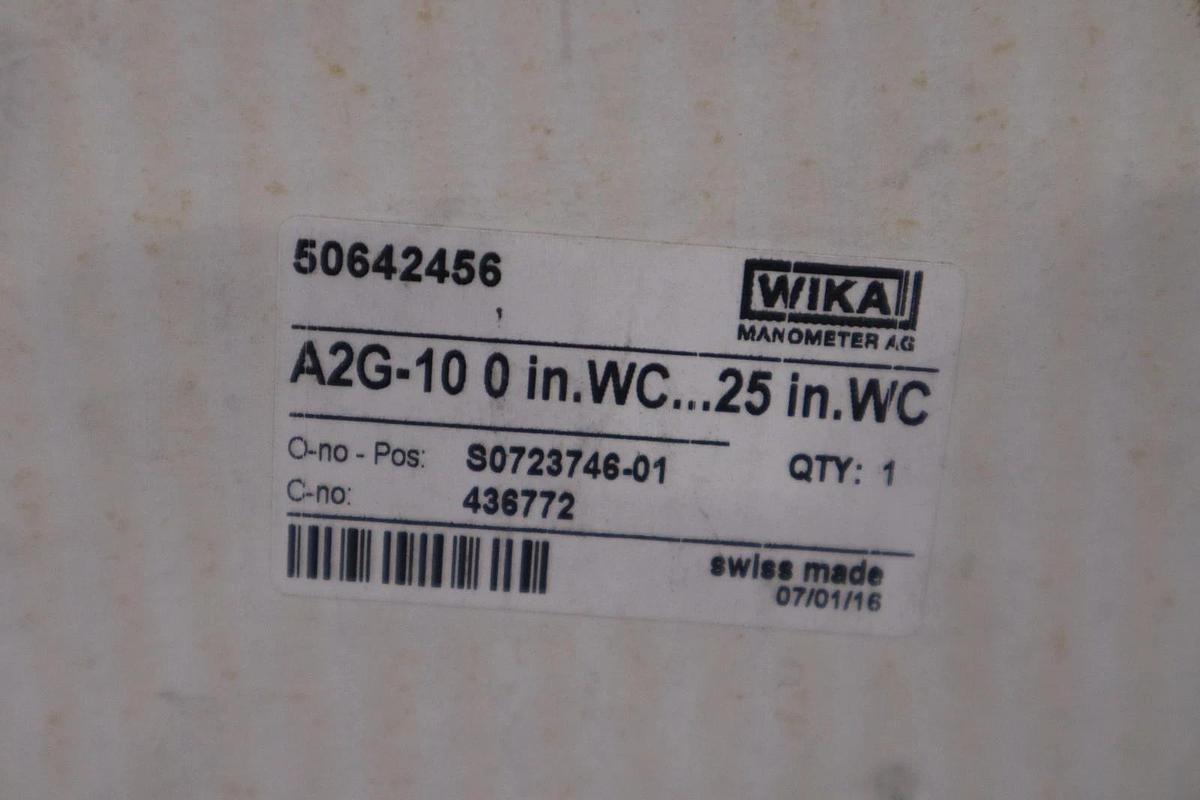 50642456
WIKA
MANOMETER AG
A2G-10 0 in.WC...25 in.WC
O-no - Pos: S0723746-01 QTY: 1
C-no: 436772
swiss made
07/01/16